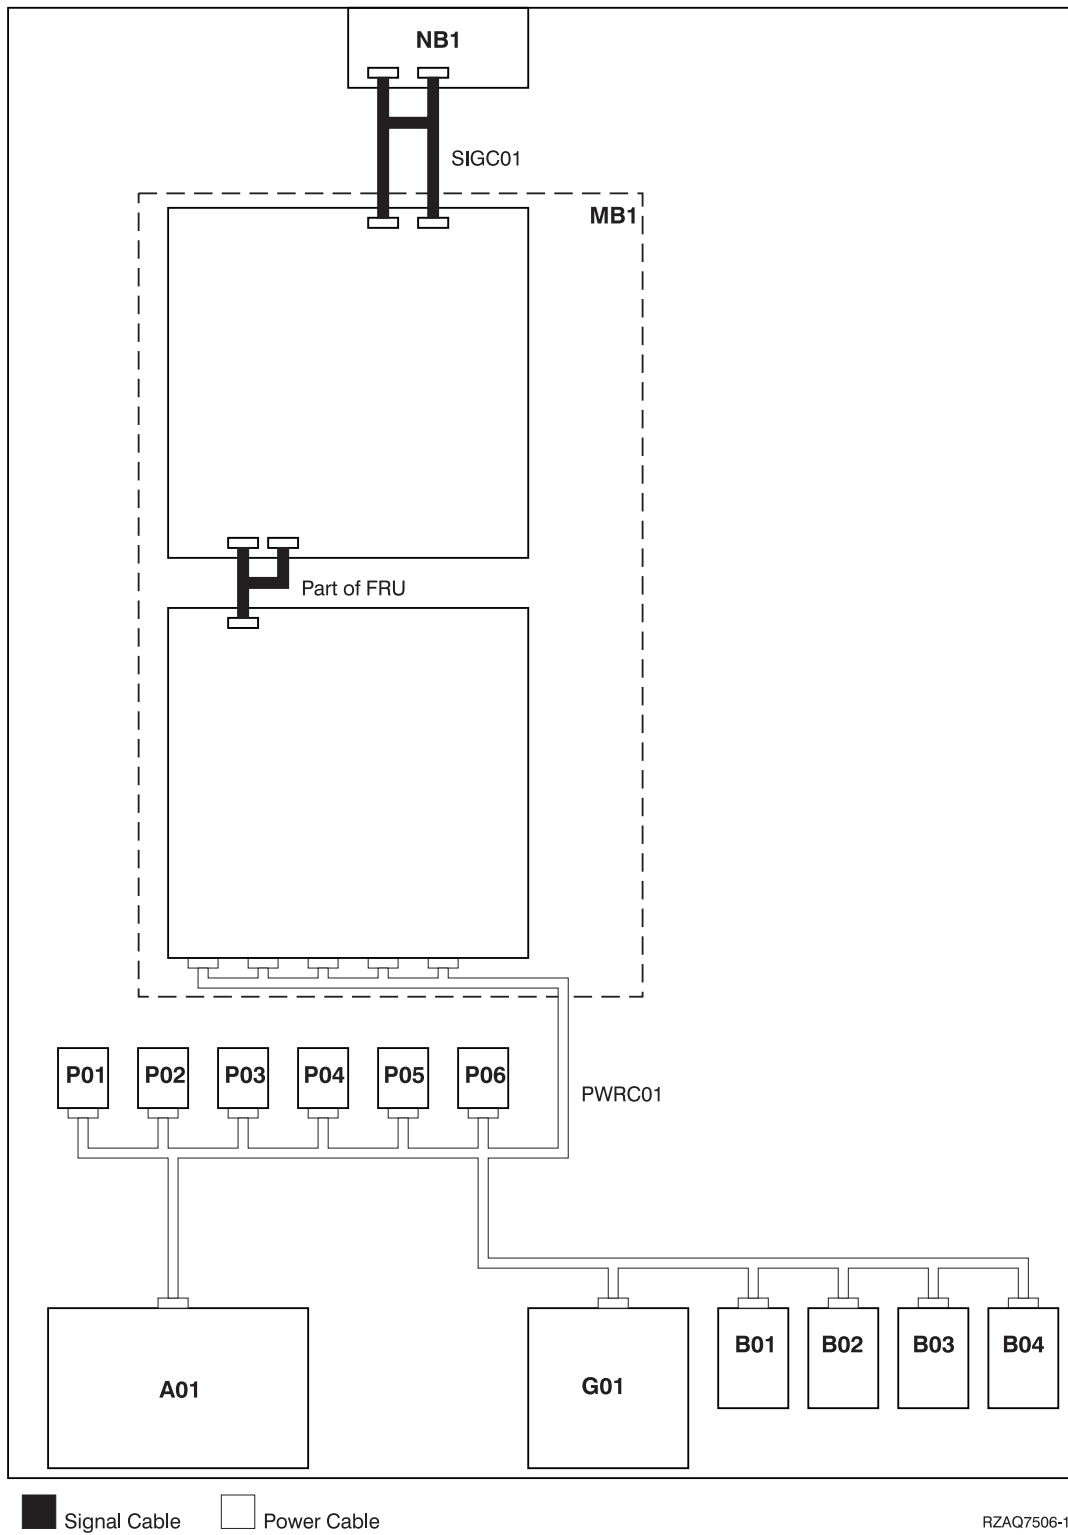 NB1
SIGC01
MB1
Part of FRU
P01 P02 P03 P04 P05 P06
PWRC01
B01 B02 B03 B04
A01 G01
Signal Cable Power Cable
RZAQ7506-1